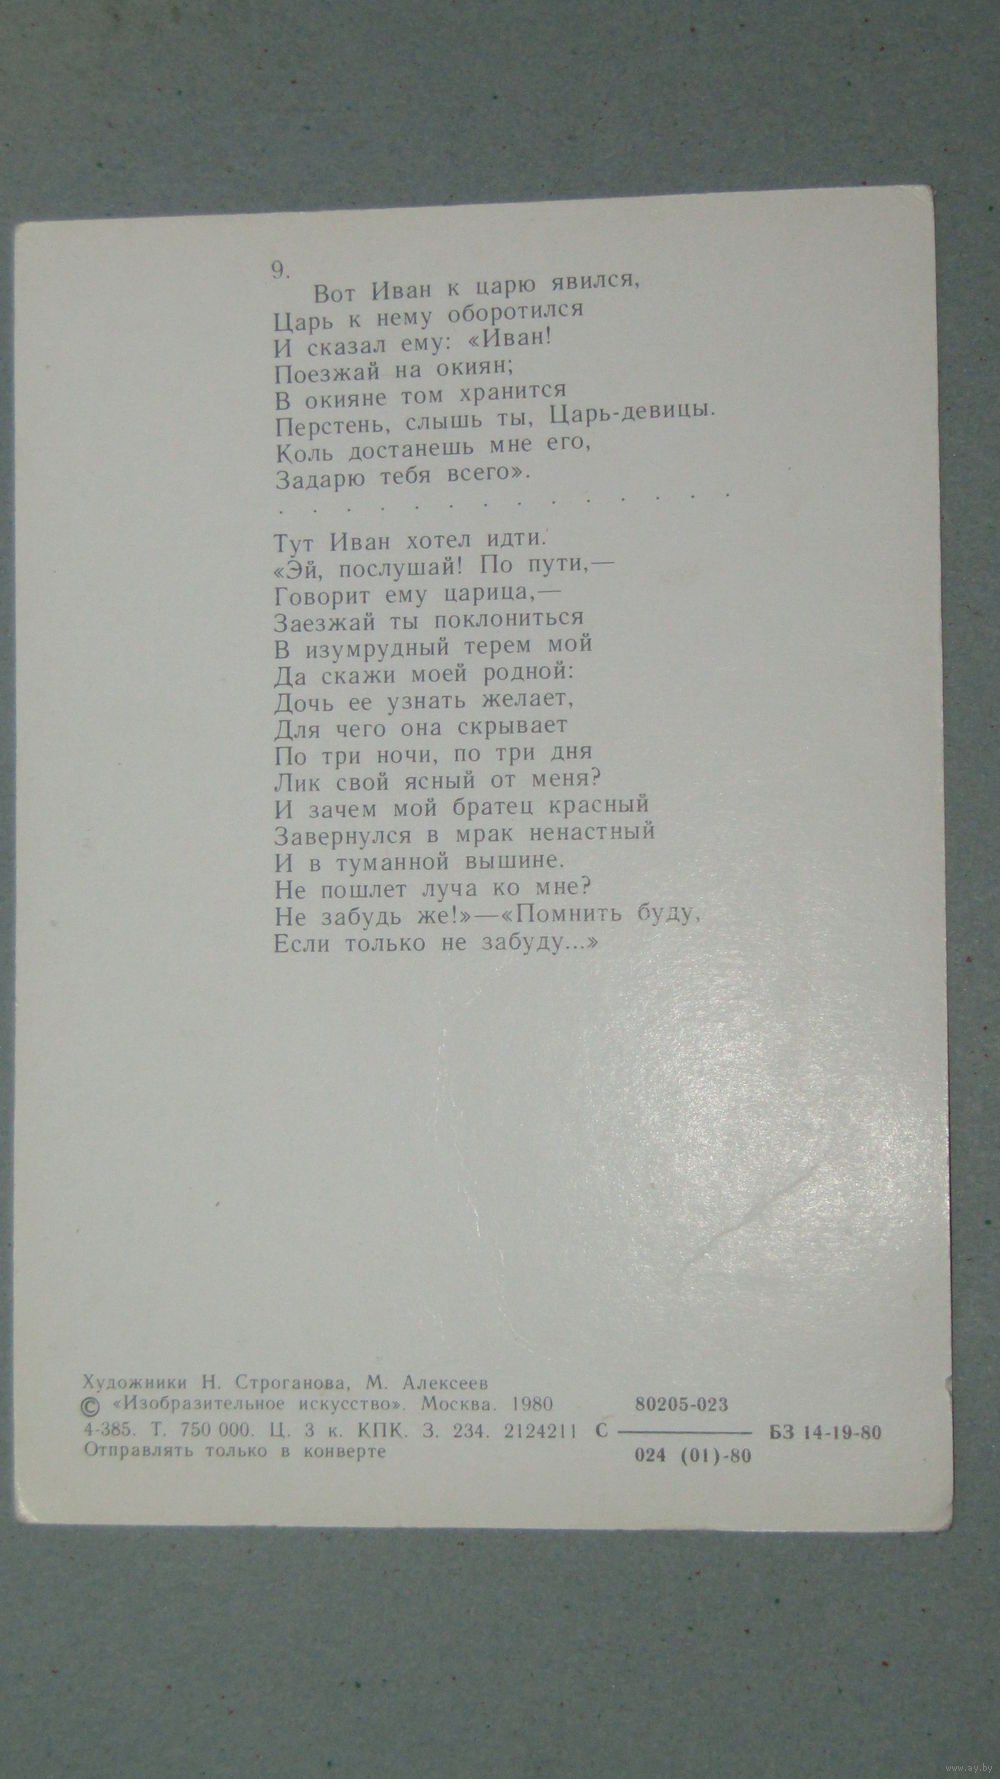 9.
Вот Иван к царю явился,
Царь к нему оборотился
И сказал ему: «Иван!
Поезжай на окиян;
В окияне том хранится
Перстень, слышь ты, Царь-девицы.
Коль достанешь мне его,
Задарю тебя всего».
. . . . . . . . . . . . . .
Тут Иван хотел идти.
«Эй, послушай! По пути,—
Говорит ему царица,—
Заезжай ты поклониться
В изумрудный терем мой
Да скажи моей родной:
Дочь ее узнать желает,
Для чего она скрывает
По три ночи, по три дня
Лик свой ясный от меня?
И зачем мой братец красный
Завернулся в мрак ненастный
И в туманной вышине.
Не пошлет луча ко мне?
Не забудь же!»—«Помнить буду,
Если только не забуду...»
Художники Н. Строганова, М. Алексеев
© «Изобразительное искусство». Москва. 1980
4-385. Т. 750 000. Ц. 3 к. КПК. З. 234. 2124211
Отправлять только в конверте
80205-023
С ——— БЗ 14-19-80
024 (01)-80
www.ay.by